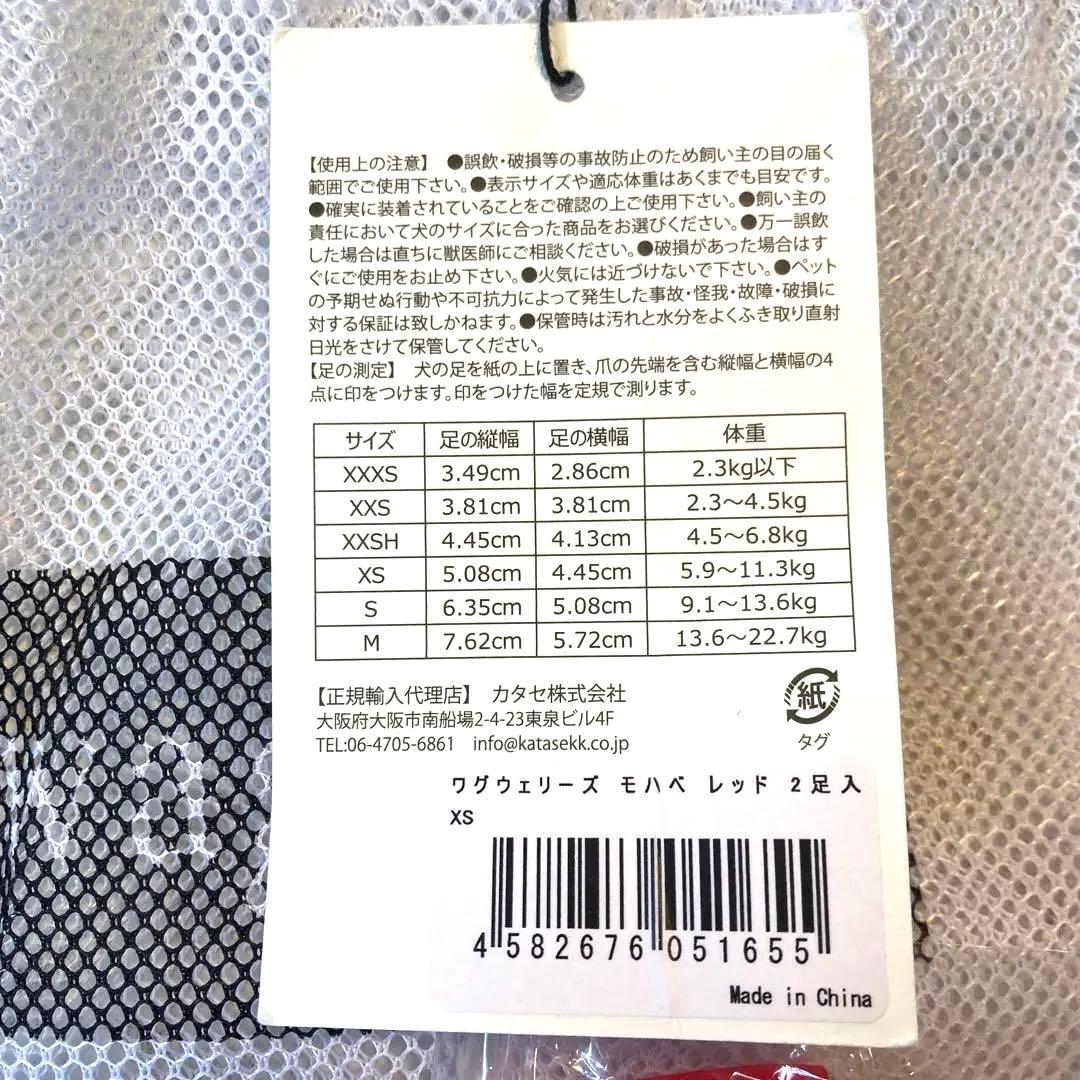 【使用上の注意】 ●誤飲・破損等の事故防止のため飼い主の目の届く
範囲でご使用下さい。●表示サイズや適応体重はあくまでも目安です。
●確実に装着されていることをご確認の上ご使用下さい。●飼い主の
責任において犬のサイズに合った商品をお選びください。●万一誤飲
した場合は直ちに獣医師にご相談ください。●破損があった場合はす
ぐにご使用をお止め下さい。●火気には近づけないで下さい。●ペット
の予期せぬ行動や不可抗力によって発生した事故・怪我・故障・破損に
対する保証は致しかねます。●保管時は汚れと水分をよくふき取り直射
日光をさけて保管してください。
【足の測定】 犬の足を紙の上に置き、爪の先端を含む縦幅と横幅の4
点に印をつけます。印をつけた幅を定規で測ります。
サイズ 足の縦幅 足の横幅 体重
XXXS 3.49cm 2.86cm 2.3kg以下
XXS 3.81cm 3.81cm 2.3～4.5kg
XXSH 4.45cm 4.13cm 4.5～6.8kg
XS 5.08cm 4.45cm 5.9～11.3kg
S 6.35cm 5.08cm 9.1～13.6kg
M 7.62cm 5.72cm 13.6～22.7kg
【正規輸入代理店】 カタセ株式会社
大阪府大阪市南船場2-4-23東泉ビル4F
TEL:06-4705-6861 info@katasekk.co.jp
紙
タグ
ワグウェリーズ モハベ レッド 2足入
XS
4 582676 051655
Made in China